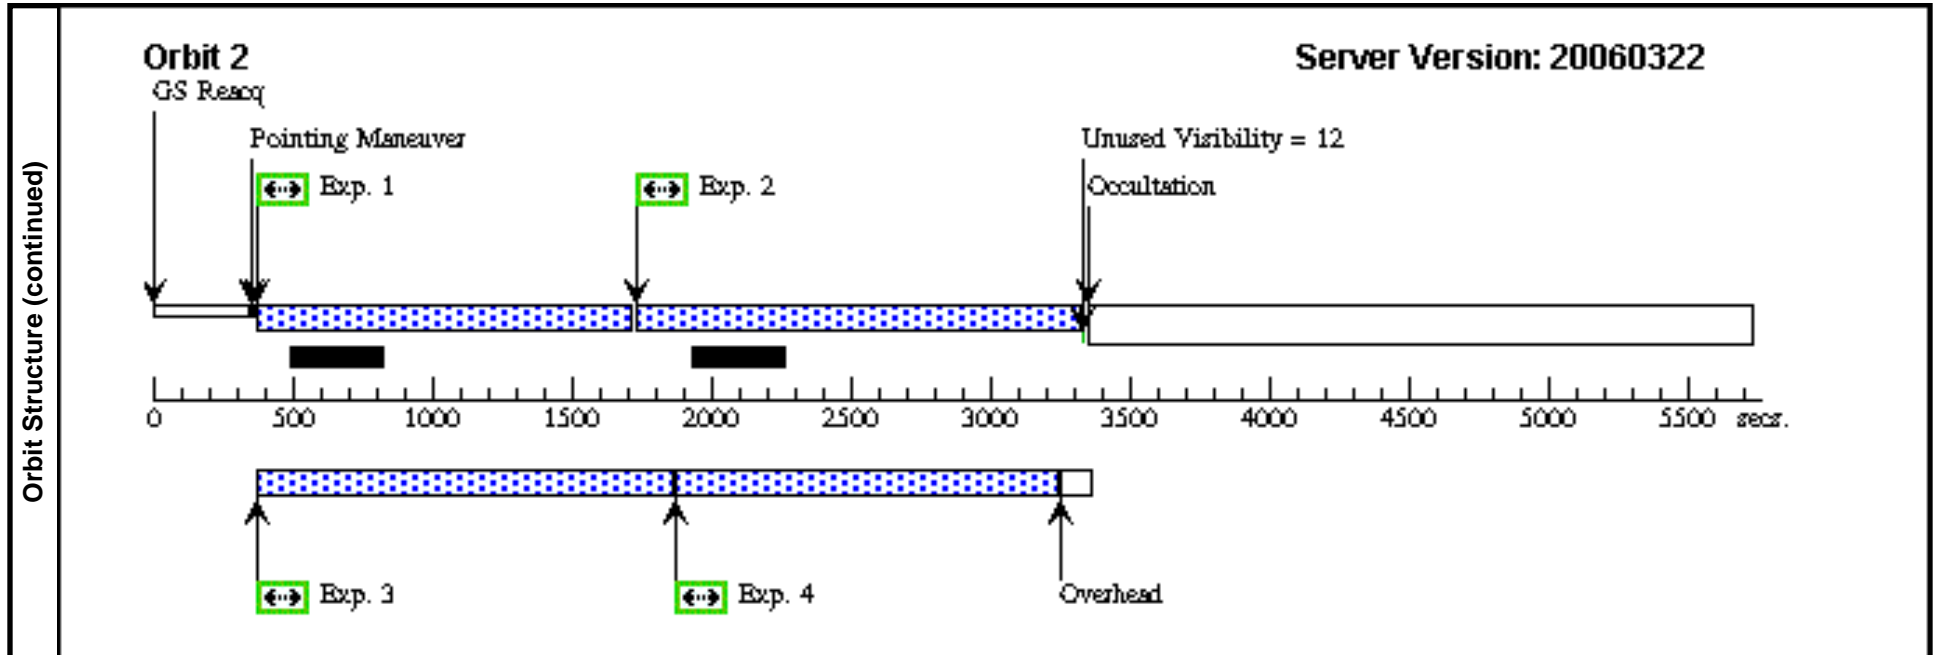 Orbit Structure (continued)
Orbit 2
Server Version: 20060322
GS Reacq
Pointing Maneuver
Unused Visibility = 12
Exp. 1
Exp. 2
Occultation
0 500 1000 1500 2000 2500 3000 3500 4000 4500 5000 5500 secs.
Exp. 3
Exp. 4
Overhead